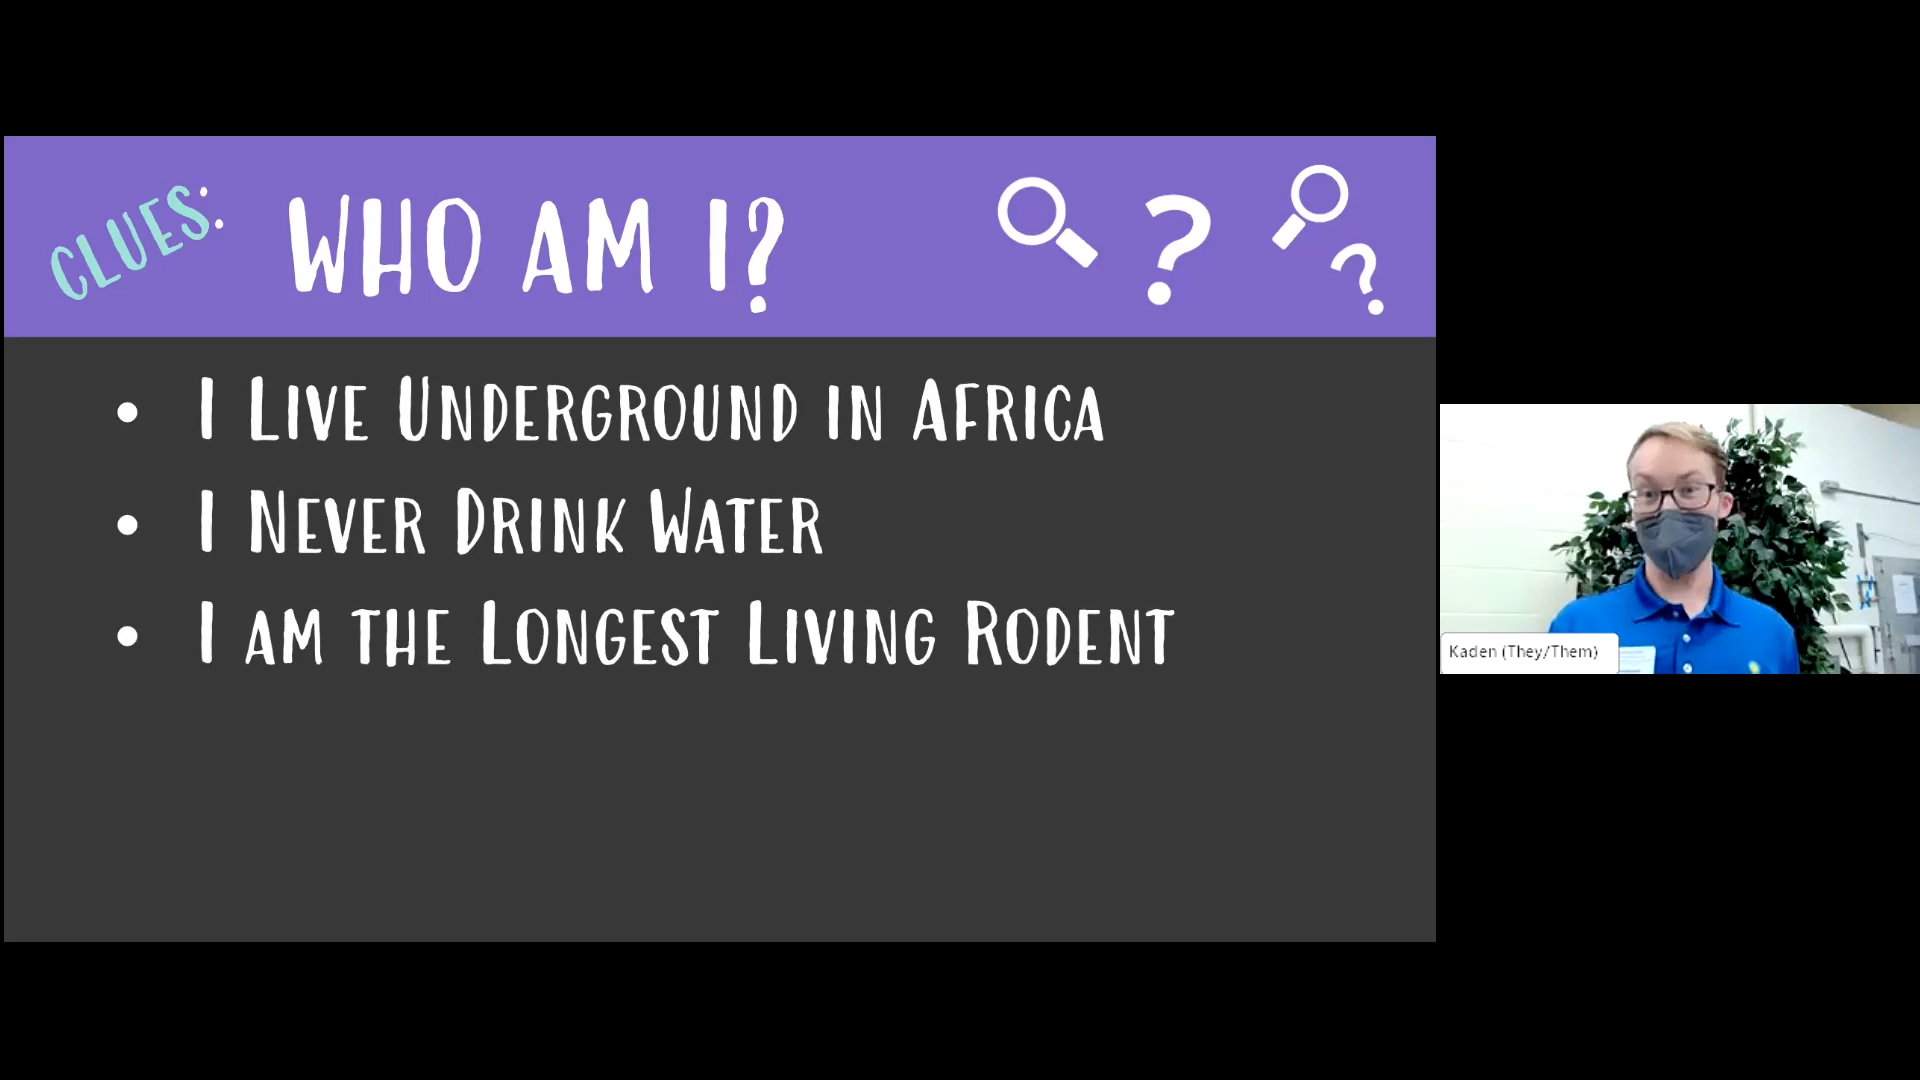 CLUES: WHO AM I?
• I LIVE UNDERGROUND IN AFRICA
• I NEVER DRINK WATER
• I AM THE LONGEST LIVING RODENT
Kaden (They/Them)